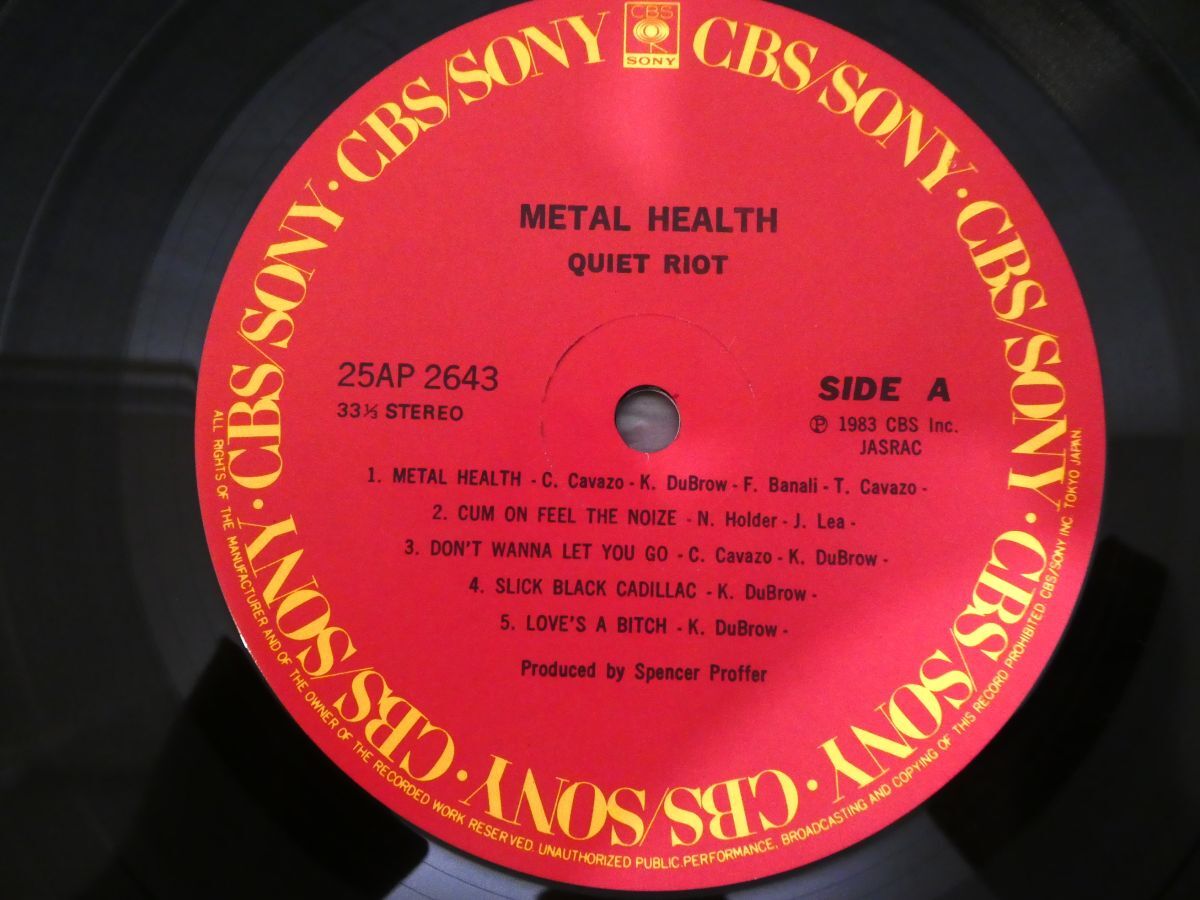 CBS
SONY
CBS/SONY · CBS/SONY · CBS/SONY · CBS/SONY · CBS/SONY · CBS/SONY · CBS/SONY · CBS/SONY · CBS/SONY · CBS/SONY
METAL HEALTH
QUIET RIOT
25AP 2643
33⅓ STEREO
SIDE A
Ⓟ 1983 CBS Inc.
JASRAC
1. METAL HEALTH - C. Cavazo - K. DuBrow - F. Banali - T. Cavazo -
2. CUM ON FEEL THE NOIZE - N. Holder - J. Lea -
3. DON'T WANNA LET YOU GO - C. Cavazo - K. DuBrow -
4. SLICK BLACK CADILLAC - K. DuBrow -
5. LOVE'S A BITCH - K. DuBrow -
Produced by Spencer Proffer
ALL RIGHTS OF THE MANUFACTURER AND OF THE OWNER OF THE RECORDED WORK RESERVED. UNAUTHORIZED PUBLIC PERFORMANCE, BROADCASTING AND COPYING OF THIS RECORD PROHIBITED CBS/SONY INC. TOKYO JAPAN.